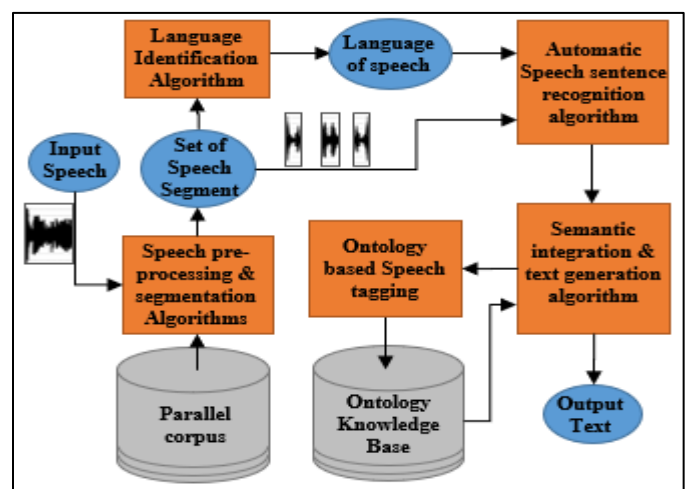 Language
Identification
Algorithm
Language
of speech
Automatic
Speech sentence
recognition
algorithm
Input
Speech
Set of
Speech
Segment
Speech pre-
processing &
segmentation
Algorithms
Ontology
based Speech
tagging
Semantic
integration &
text generation
algorithm
Parallel
corpus
Ontology
Knowledge
Base
Output
Text